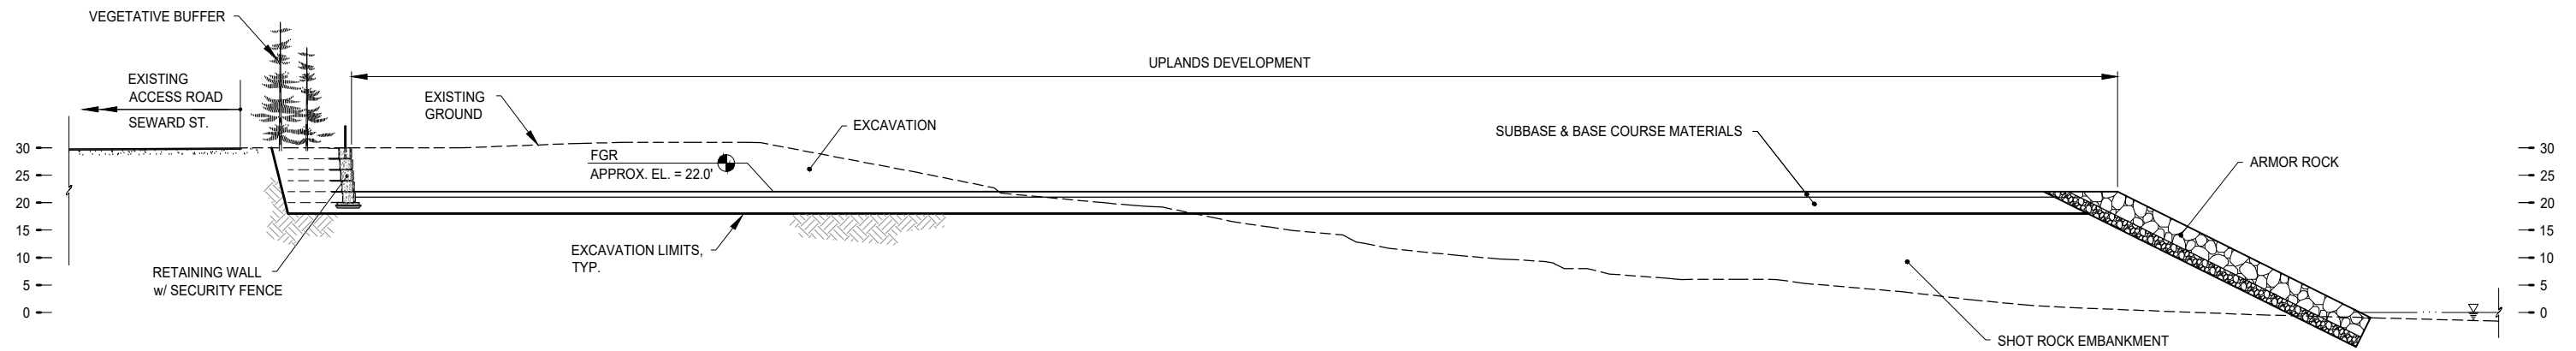 VEGETATIVE BUFFER
EXISTING
ACCESS ROAD
SEWARD ST.
EXISTING
GROUND
UPLANDS DEVELOPMENT
EXCAVATION
FGR
APPROX. EL. = 22.0'
SUBBASE & BASE COURSE MATERIALS
ARMOR ROCK
30
25
20
15
10
5
0
EXCAVATION LIMITS,
TYP.
RETAINING WALL
w/ SECURITY FENCE
SHOT ROCK EMBANKMENT
30
25
20
15
10
5
0